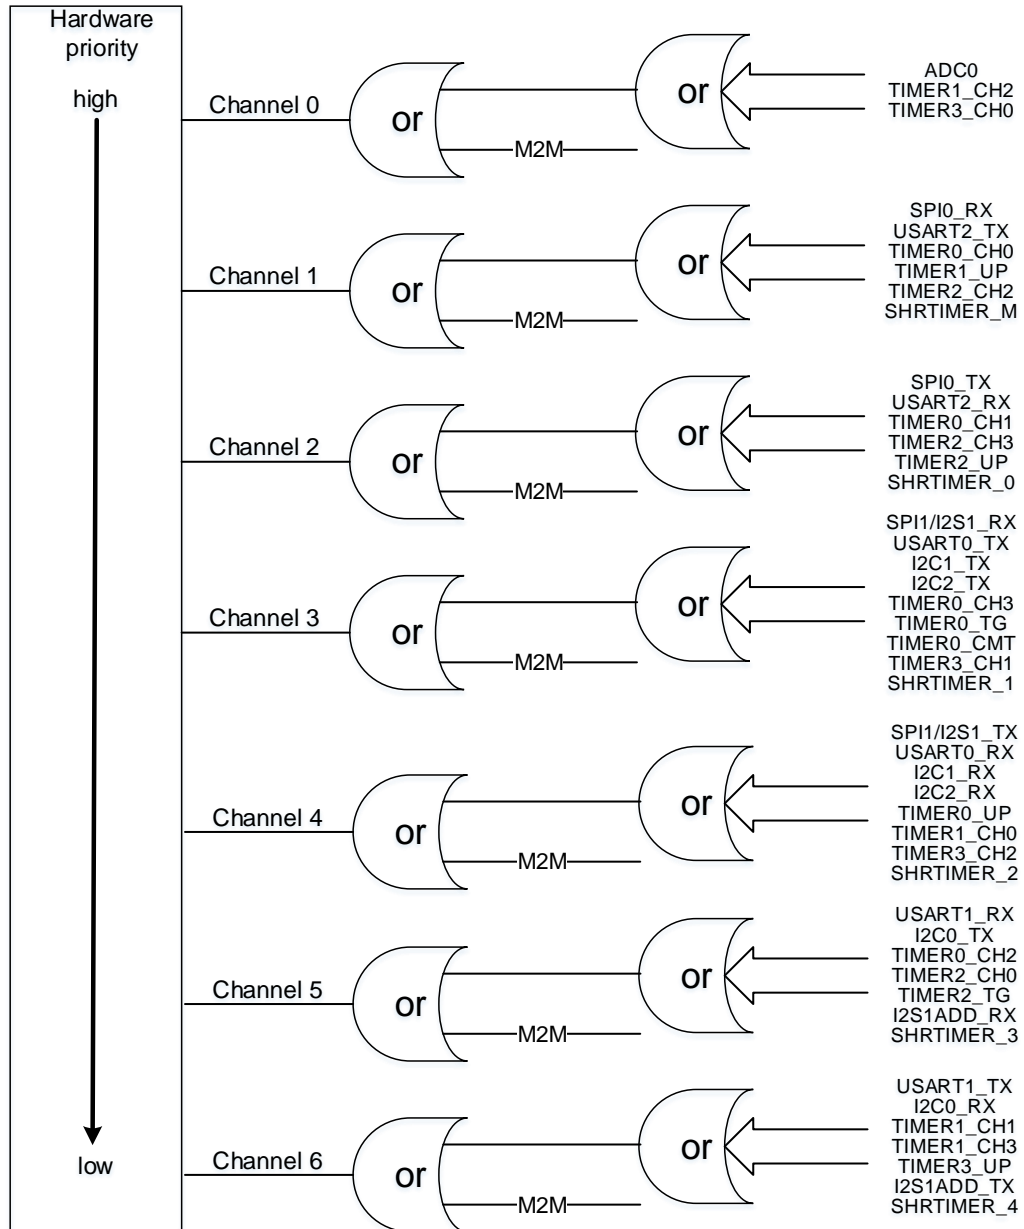 Hardware
priority
high
low
Channel 0
or
M2M
or
ADC0
TIMER1_CH2
TIMER3_CH0
Channel 1
or
M2M
or
SPI0_RX
USART2_TX
TIMER0_CH0
TIMER1_UP
TIMER2_CH2
SHRTIMER_M
Channel 2
or
M2M
or
SPI0_TX
USART2_RX
TIMER0_CH1
TIMER2_CH3
TIMER2_UP
SHRTIMER_0
Channel 3
or
M2M
or
SPI1/I2S1_RX
USART0_TX
I2C1_TX
I2C2_TX
TIMER0_CH3
TIMER0_TG
TIMER0_CMT
TIMER3_CH1
SHRTIMER_1
Channel 4
or
M2M
or
SPI1/I2S1_TX
USART0_RX
I2C1_RX
I2C2_RX
TIMER0_UP
TIMER1_CH0
TIMER3_CH2
SHRTIMER_2
Channel 5
or
M2M
or
USART1_RX
I2C0_TX
TIMER0_CH2
TIMER2_CH0
TIMER2_TG
I2S1ADD_RX
SHRTIMER_3
Channel 6
or
M2M
or
USART1_TX
I2C0_RX
TIMER1_CH1
TIMER1_CH3
TIMER3_UP
I2S1ADD_TX
SHRTIMER_4